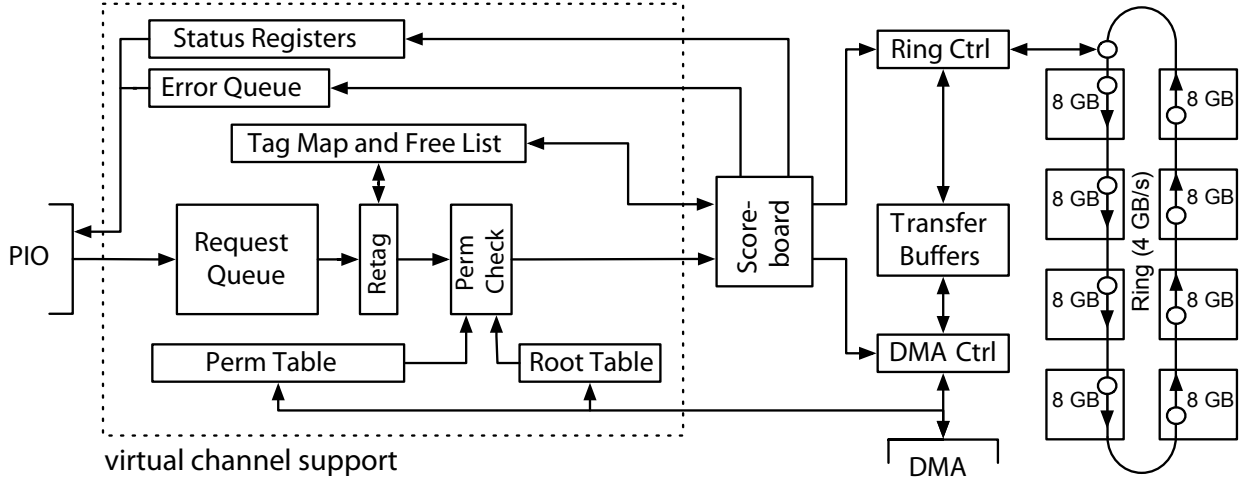 Status Registers
Error Queue
Tag Map and Free List
PIO
Request
Queue
Retag
Perm
Check
Perm Table
Root Table
virtual channel support
Score-
board
Ring Ctrl
Transfer
Buffers
DMA Ctrl
DMA
8 GB
8 GB
8 GB
8 GB
Ring (4 GB/s)
8 GB
8 GB
8 GB
8 GB